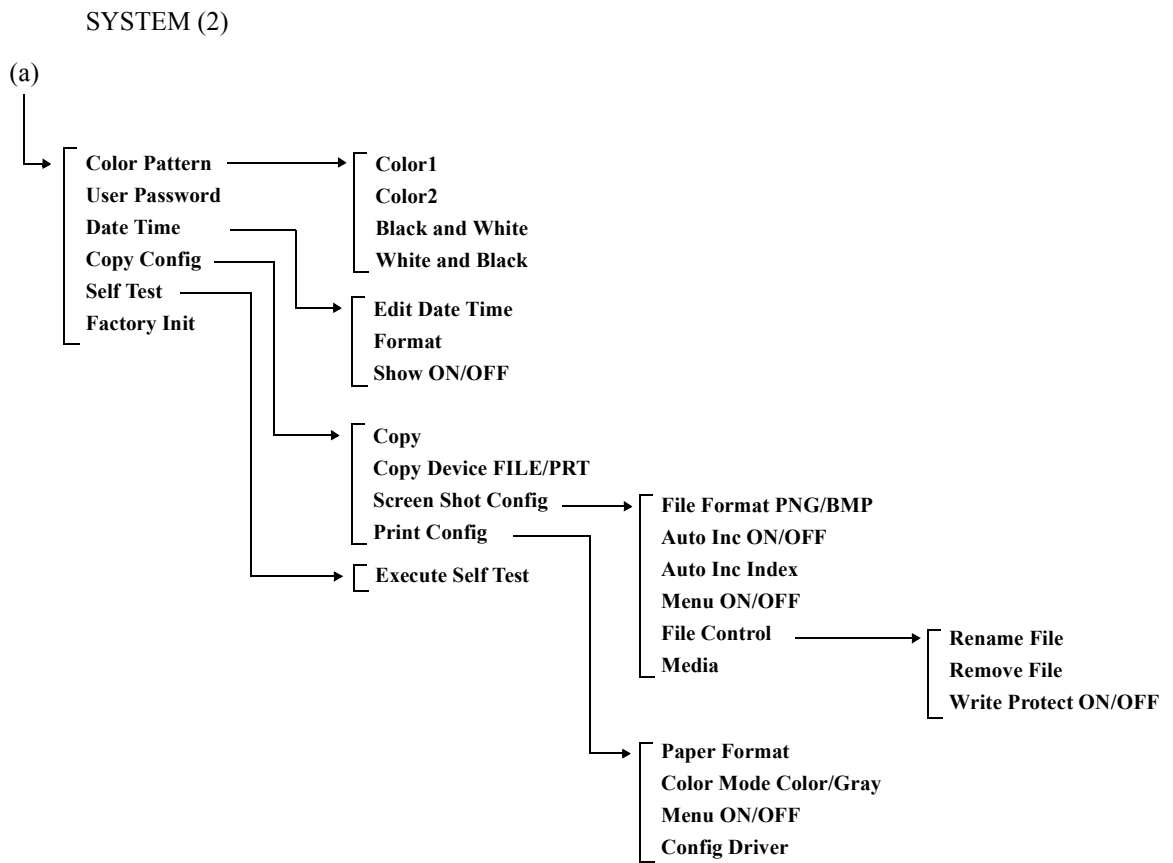 SYSTEM (2)
(a)
Color Pattern
User Password
Date Time
Copy Config
Self Test
Factory Init
Color1
Color2
Black and White
White and Black
Edit Date Time
Format
Show ON/OFF
Copy
Copy Device FILE/PRT
Screen Shot Config
Print Config
Execute Self Test
File Format PNG/BMP
Auto Inc ON/OFF
Auto Inc Index
Menu ON/OFF
File Control
Media
Rename File
Remove File
Write Protect ON/OFF
Paper Format
Color Mode Color/Gray
Menu ON/OFF
Config Driver